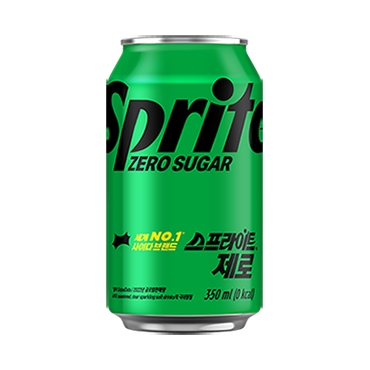 Sprite
ZERO SUGAR
세계 NO.1*
사이다 브랜드
스프라이트
제로
350 ml (0 kcal)